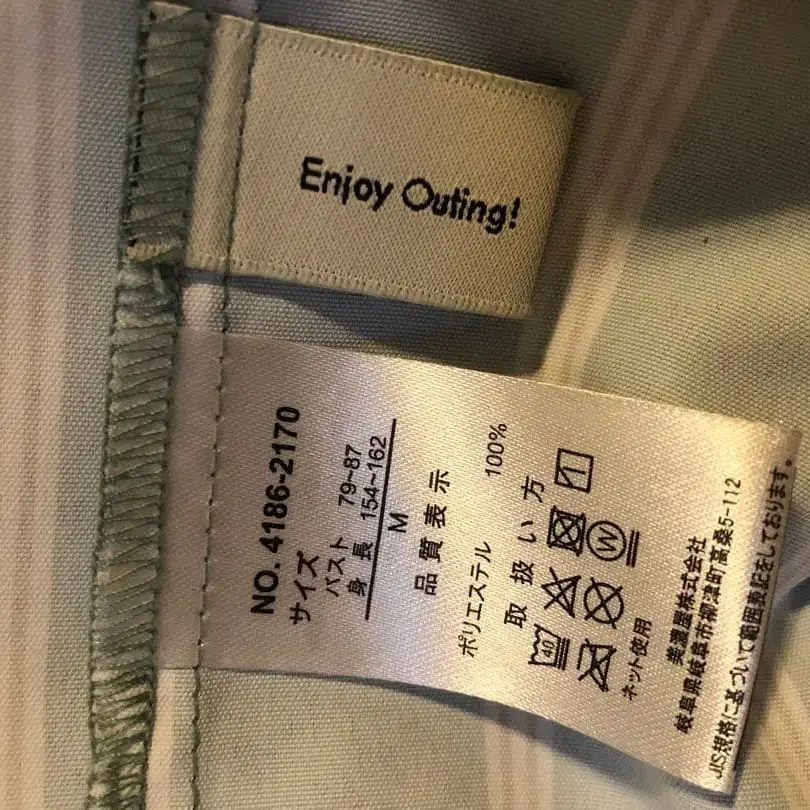 Enjoy Outing!
NO. 4186-2170
サイズ
バスト 79~87
身長 154~162
M
品質表示
ポリエステル 100%
取扱い方
40
W
ネット使用
美濃屋株式会社
岐阜県岐阜市柳津町高桑5-112
JIS規格に基づいて範囲表記をしております。